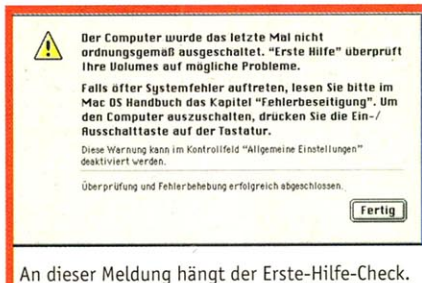 Der Computer wurde das letzte Mal nicht
ordnungsgemäß ausgeschaltet. “Erste Hilfe” überprüft
Ihre Volumes auf mögliche Probleme.
Falls öfter Systemfehler auftreten, lesen Sie bitte im
Mac OS Handbuch das Kapitel “Fehlerbeseitigung”. Um
den Computer auszuschalten, drücken Sie die Ein-/
Ausschalttaste auf der Tastatur.
Diese Warnung kann im Kontrollfeld “Allgemeine Einstellungen”
deaktiviert werden.
Überprüfung und Fehlerbehebung erfolgreich abgeschlossen.
Fertig
An dieser Meldung hängt der Erste-Hilfe-Check.